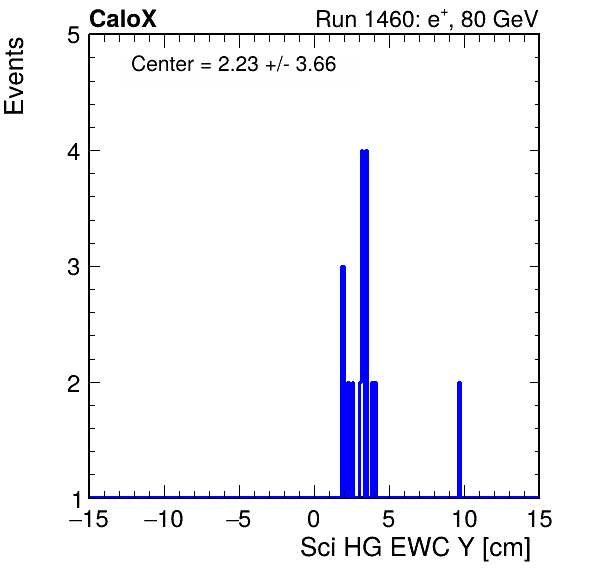 CaloX Run 1460: e⁺, 80 GeV
Center = 2.23 +/- 3.66
Events
5
4
3
2
1
−15 −10 −5 0 5 10 15
Sci HG EWC Y [cm]